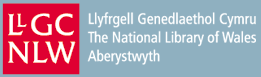 LLGC
NLW
Llyfrgell Genedlaethol Cymru
The National Library of Wales
Aberystwyth